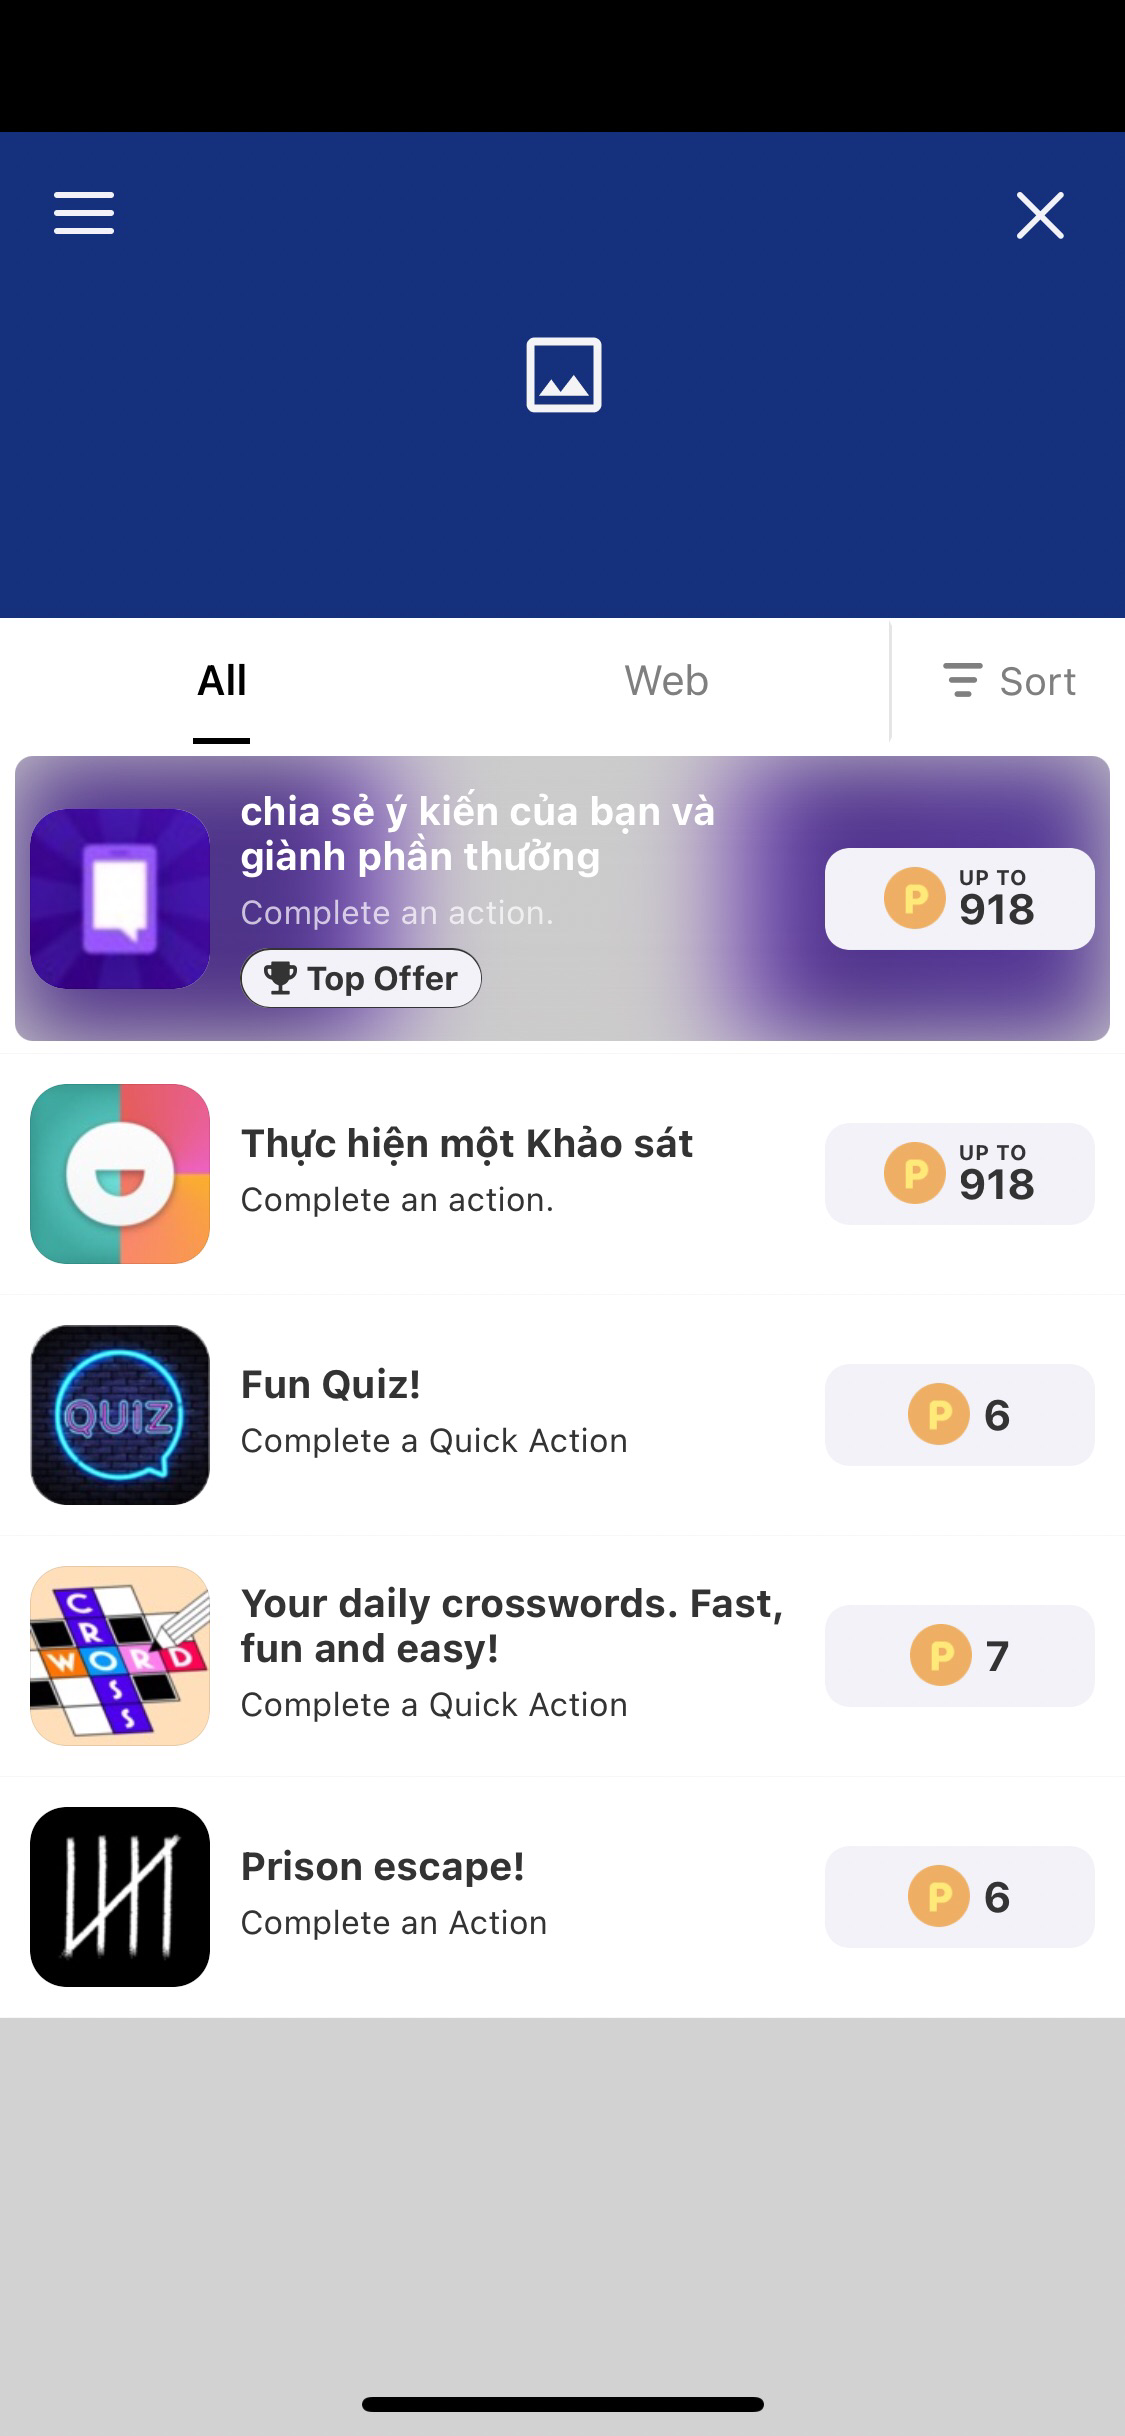 All
Web
Sort
chia sẻ ý kiến của bạn và
giành phần thưởng
Complete an action.
Top Offer
P
UP TO
918
Thực hiện một Khảo sát
Complete an action.
P
UP TO
918
QUIZ
Fun Quiz!
Complete a Quick Action
P 6
CROSS
WORD
Your daily crosswords. Fast,
fun and easy!
Complete a Quick Action
P 7
Prison escape!
Complete an Action
P 6